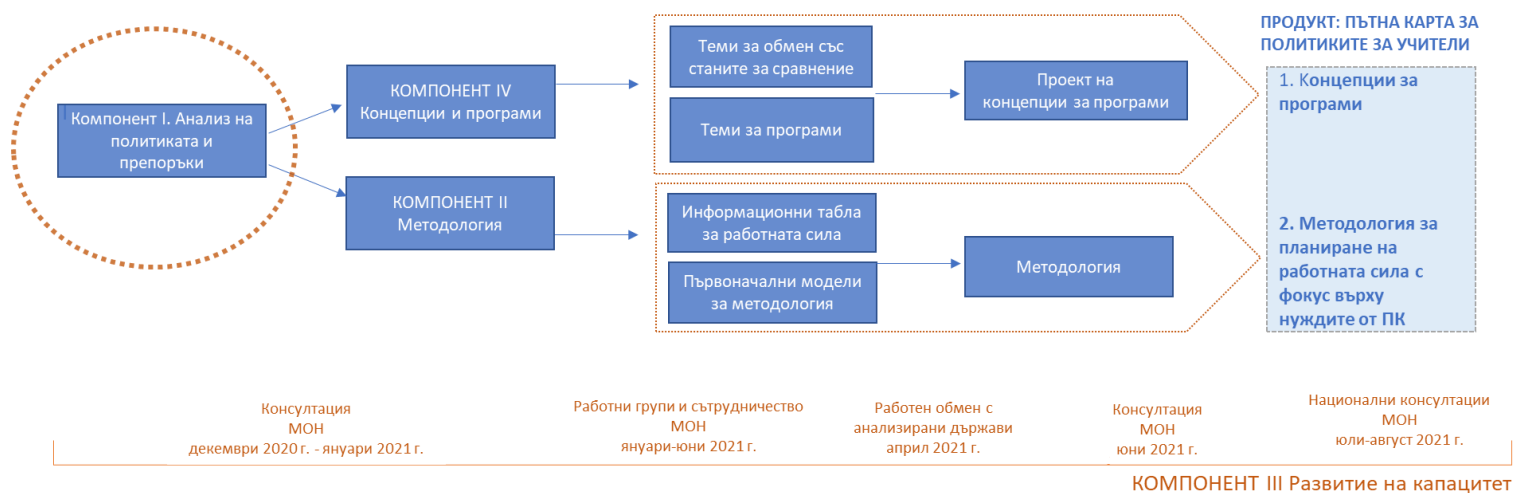 Компонент I. Анализ на
политиката и
препоръки
КОМПОНЕНТ IV
Концепции и програми
КОМПОНЕНТ II
Методология
Теми за обмен със
станите за сравнение
Теми за програми
Проект на
концепции за програми
Информационни табла
за работната сила
Първоначални модели
за методология
Методология
ПРОДУКТ: ПЪТНА КАРТА ЗА
ПОЛИТИКИТЕ ЗА УЧИТЕЛИ
1. Концепции за
програми
2. Методология за
планиране на
работната сила с
фокус върху
нуждите от ПК
Консултация
МОН
декември 2020 г. - януари 2021 г.
Работни групи и сътрудничество
МОН
януари-юни 2021 г.
Работен обмен с
анализирани държави
април 2021 г.
Консултация
МОН
юни 2021 г.
Национални консултации
МОН
юли-август 2021 г.
КОМПОНЕНТ III Развитие на капацитет